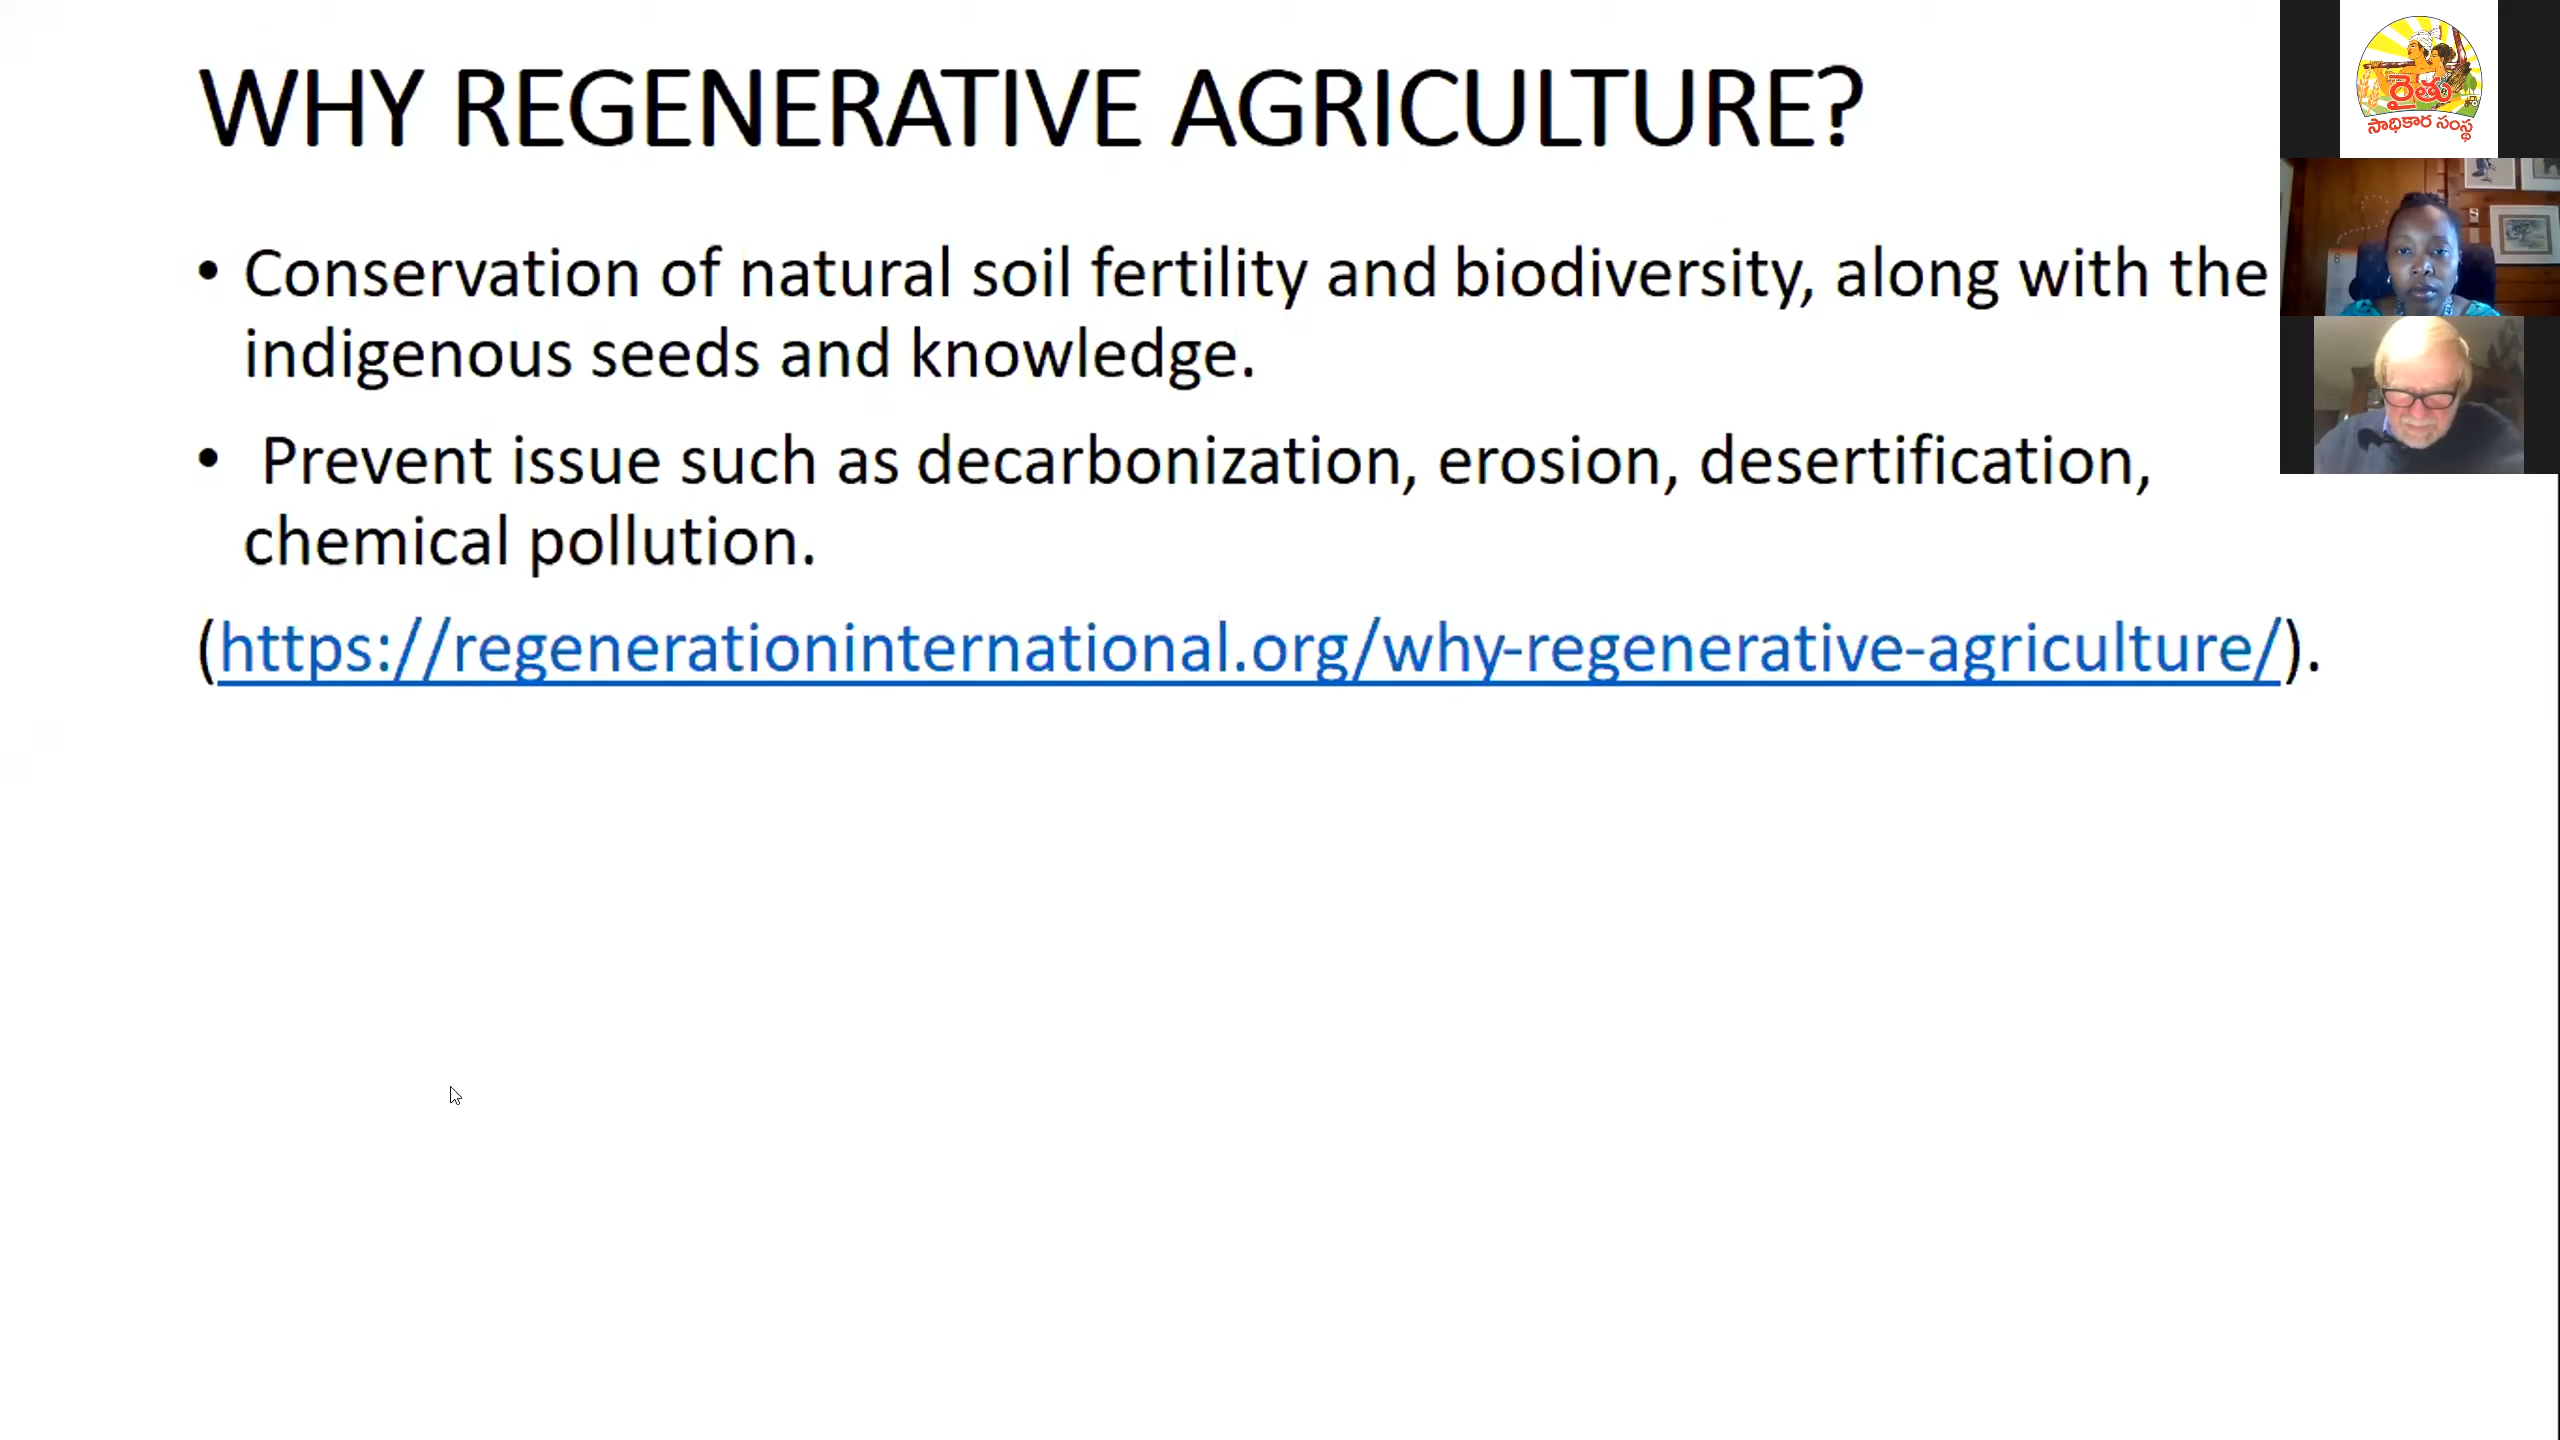 WHY REGENERATIVE AGRICULTURE?
• Conservation of natural soil fertility and biodiversity, along with the
indigenous seeds and knowledge.
• Prevent issue such as decarbonization, erosion, desertification,
chemical pollution.
(https://regenerationinternational.org/why-regenerative-agriculture/).
రైతు
సాధికార సంస్థ